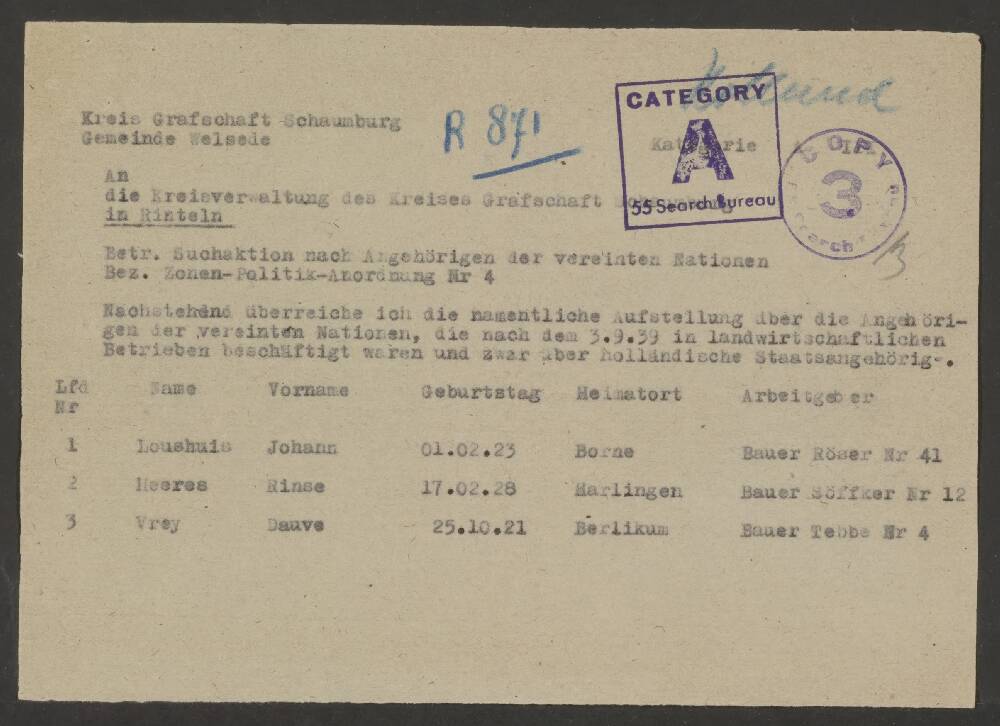 Kreis Grafschaft Schaumburg
Gemeinde Welsede
R 871
CATEGORY
A
55 Search Bureau
COPY
3
Kategorie II
An
die Kreisverwaltung des Kreises Grafschaft
in Rinteln
Betr. Suchaktion nach Angehörigen der vereinten Nationen
Bez. Zonen-Politik-Anordnung Nr 4
Nachstehend überreiche ich die namentliche Aufstellung über die Angehöri-
gen der vereinten Nationen, die nach dem 3.9.39 in landwirtschaftlichen
Betrieben beschäftigt waren und zwar über holländische Staatsangehörig-.
Lfd Nr Name Vorname Geburtstag Heimatort Arbeitgeber
1 Loushuis Johann 01.02.23 Borne Bauer Röser Nr 41
2 Heeres Rinse 17.02.28 Harlingen Bauer Söffker Nr 12
3 Vrey Dauve 25.10.21 Berlikum Bauer Tebbe Nr 4